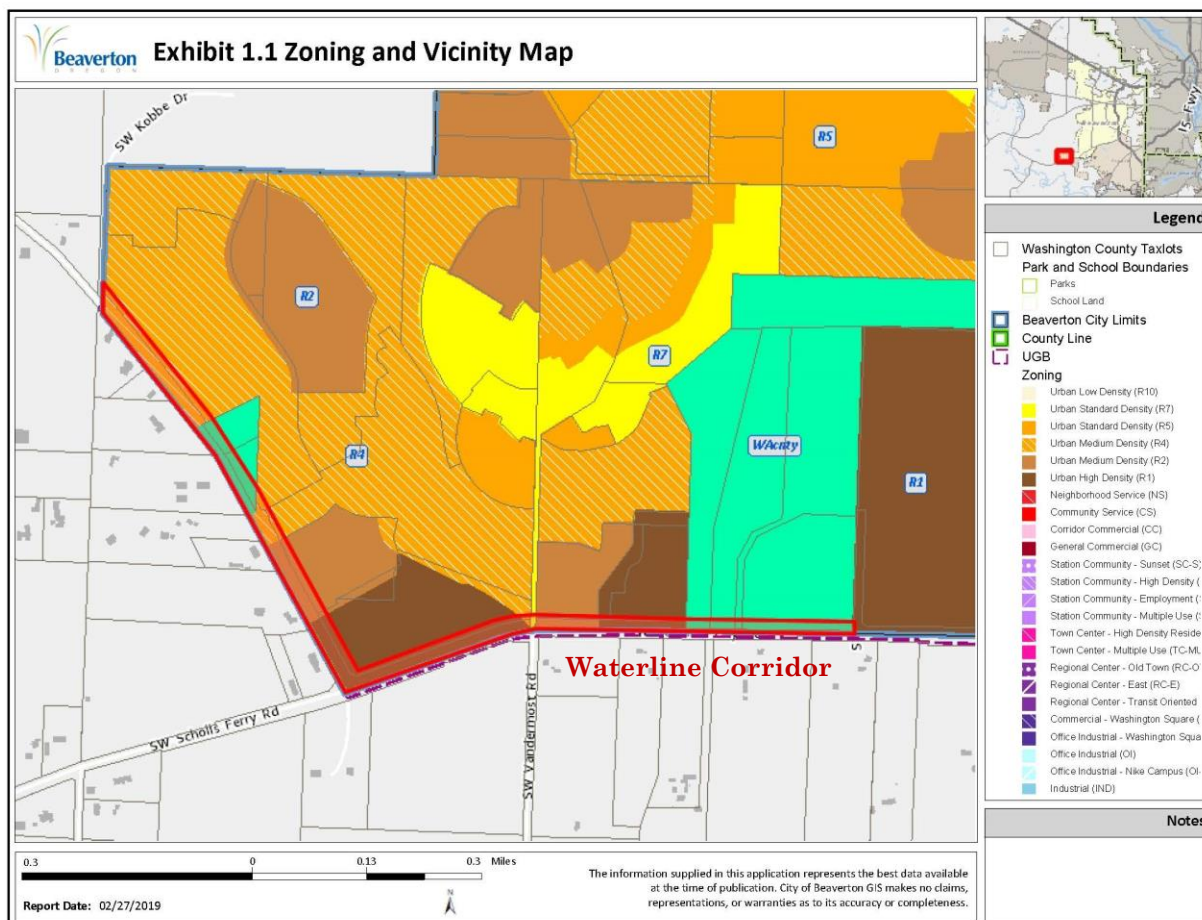 Beaverton
OREGON
Exhibit 1.1 Zoning and Vicinity Map
SW Kobbe Dr
R5
R2
R7
R4
WAcnty
R1
Waterline Corridor
SW Scholls Ferry Rd
SW Vandermost Rd
S
0.3 0 0.13 0.3 Miles
Report Date: 02/27/2019
N
The information supplied in this application represents the best data available
at the time of publication. City of Beaverton GIS makes no claims,
representations, or warranties as to its accuracy or completeness.
Legend
Washington County Taxlots
Park and School Boundaries
Parks
School Land
Beaverton City Limits
County Line
UGB
Zoning
Urban Low Density (R10)
Urban Standard Density (R7)
Urban Standard Density (R5)
Urban Medium Density (R4)
Urban Medium Density (R2)
Urban High Density (R1)
Neighborhood Service (NS)
Community Service (CS)
Corridor Commercial (CC)
General Commercial (GC)
Station Community - Sunset (SC-S)
Station Community - High Density (
Station Community - Employment (
Station Community - Multiple Use (
Town Center - High Density Reside
Town Center - Multiple Use (TC-MU
Regional Center - Old Town (RC-O
Regional Center - East (RC-E)
Regional Center - Transit Oriented
Commercial - Washington Square (
Office Industrial - Washington Squa
Office Industrial (OI)
Office Industrial - Nike Campus (OI-
Industrial (IND)
Notes